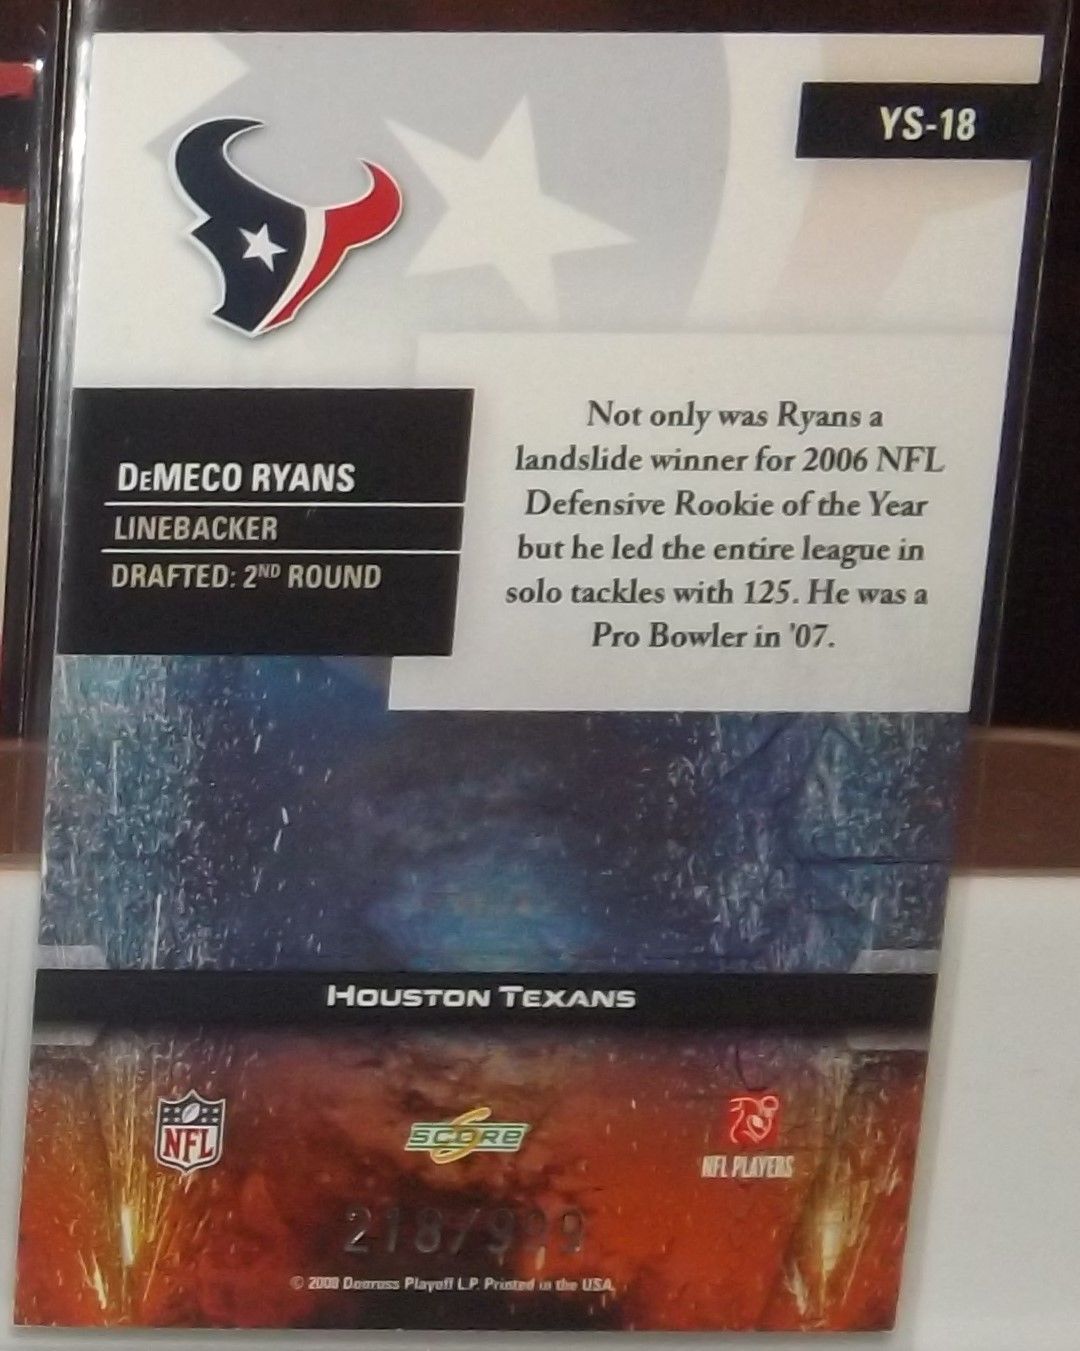 YS-18
DEMECO RYANS
LINEBACKER
DRAFTED: 2ND ROUND
Not only was Ryans a
landslide winner for 2006 NFL
Defensive Rookie of the Year
but he led the entire league in
solo tackles with 125. He was a
Pro Bowler in '07.
HOUSTON TEXANS
NFL
SCORE
NFL PLAYERS
218/999
© 2008 Donruss Playoff L.P. Printed in the USA.